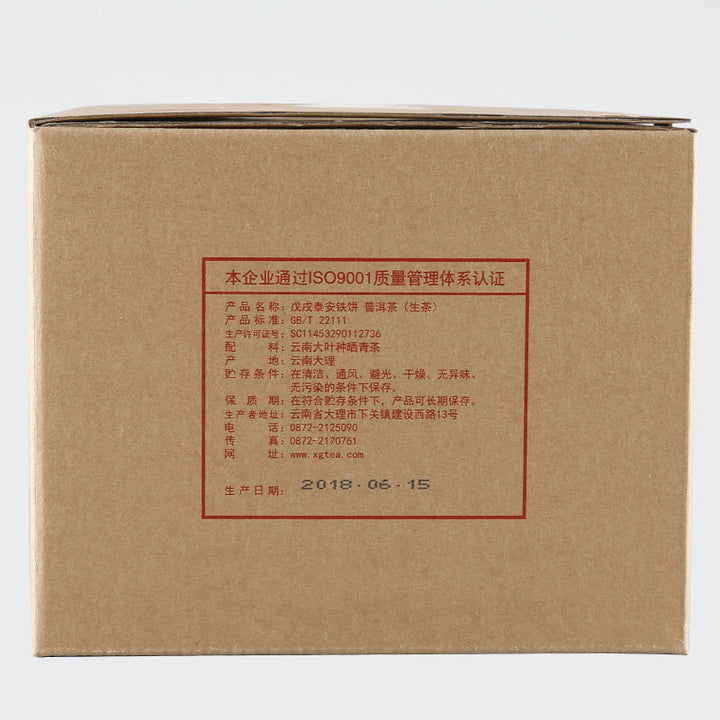 本企业通过ISO9001质量管理体系认证
产品名称：戊戌泰安铁饼 普洱茶（生茶）
产品标准：GB/T 22111
生产许可证号：SC11453290112736
配料：云南大叶种晒青茶
产地：云南大理
贮存条件：在清洁、通风、避光、干燥、无异味、
无污染的条件下保存。
保质期：在符合贮存条件下，产品可长期保存。
生产者地址：云南省大理市下关镇建设西路13号
电话：0872-2125090
传真：0872-2170761
网址：www.xgtea.com
生产日期：2018.06.15